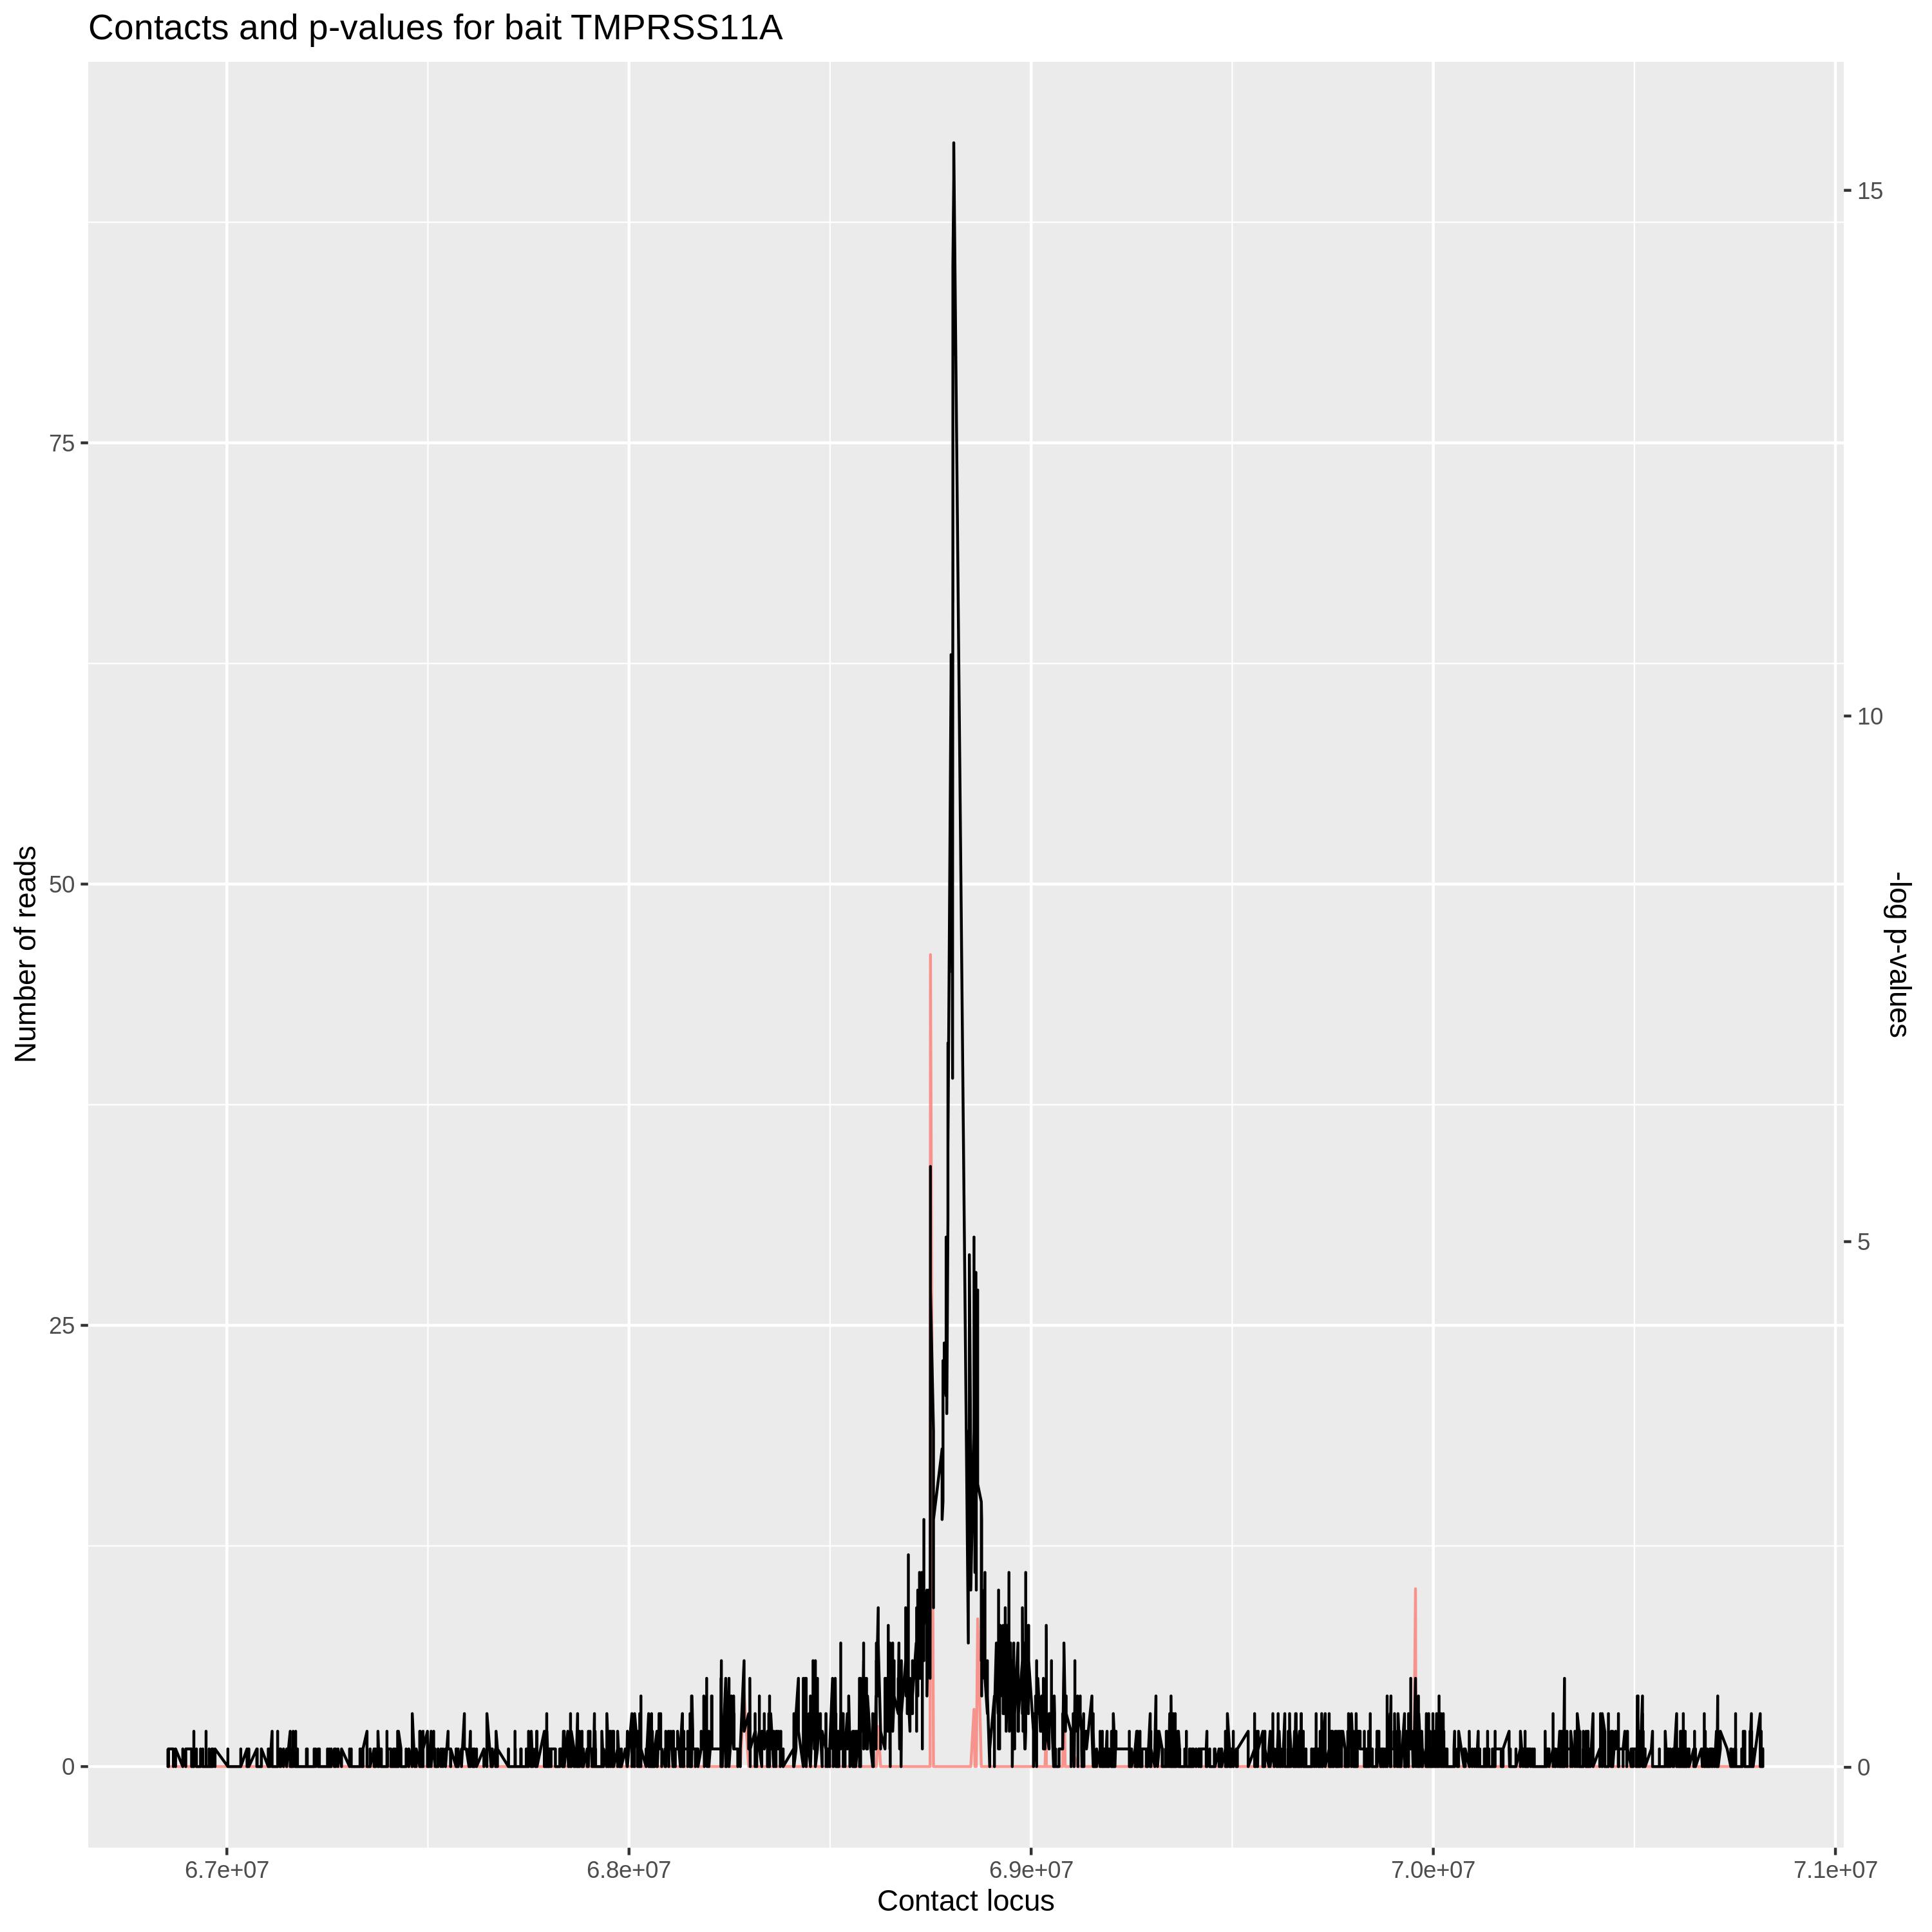 Contacts and p-values for bait TMPRSS11A
Number of reads
75
50
25
0
15
10
5
0
-log p-values
6.7e+07 6.8e+07 6.9e+07 7.0e+07 7.1e+07
Contact locus